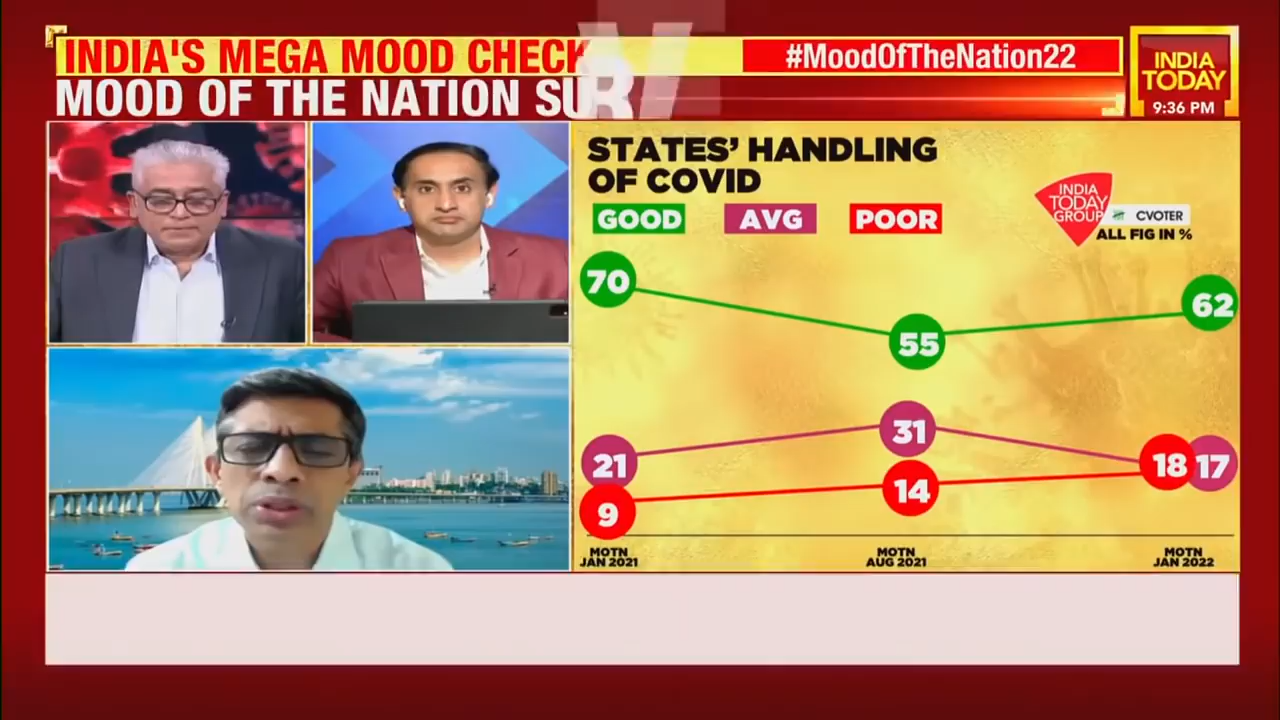 INDIA'S MEGA MOOD CHECK
#MoodOfTheNation22
MOOD OF THE NATION SUR
INDIA
TODAY
9:36 PM
STATES' HANDLING
OF COVID
GOOD AVG POOR
INDIA
TODAY
GROUP
CVOTER
ALL FIG IN %
70 55 62
21 31 17
9 14 18
MOTN
JAN 2021
MOTN
AUG 2021
MOTN
JAN 2022